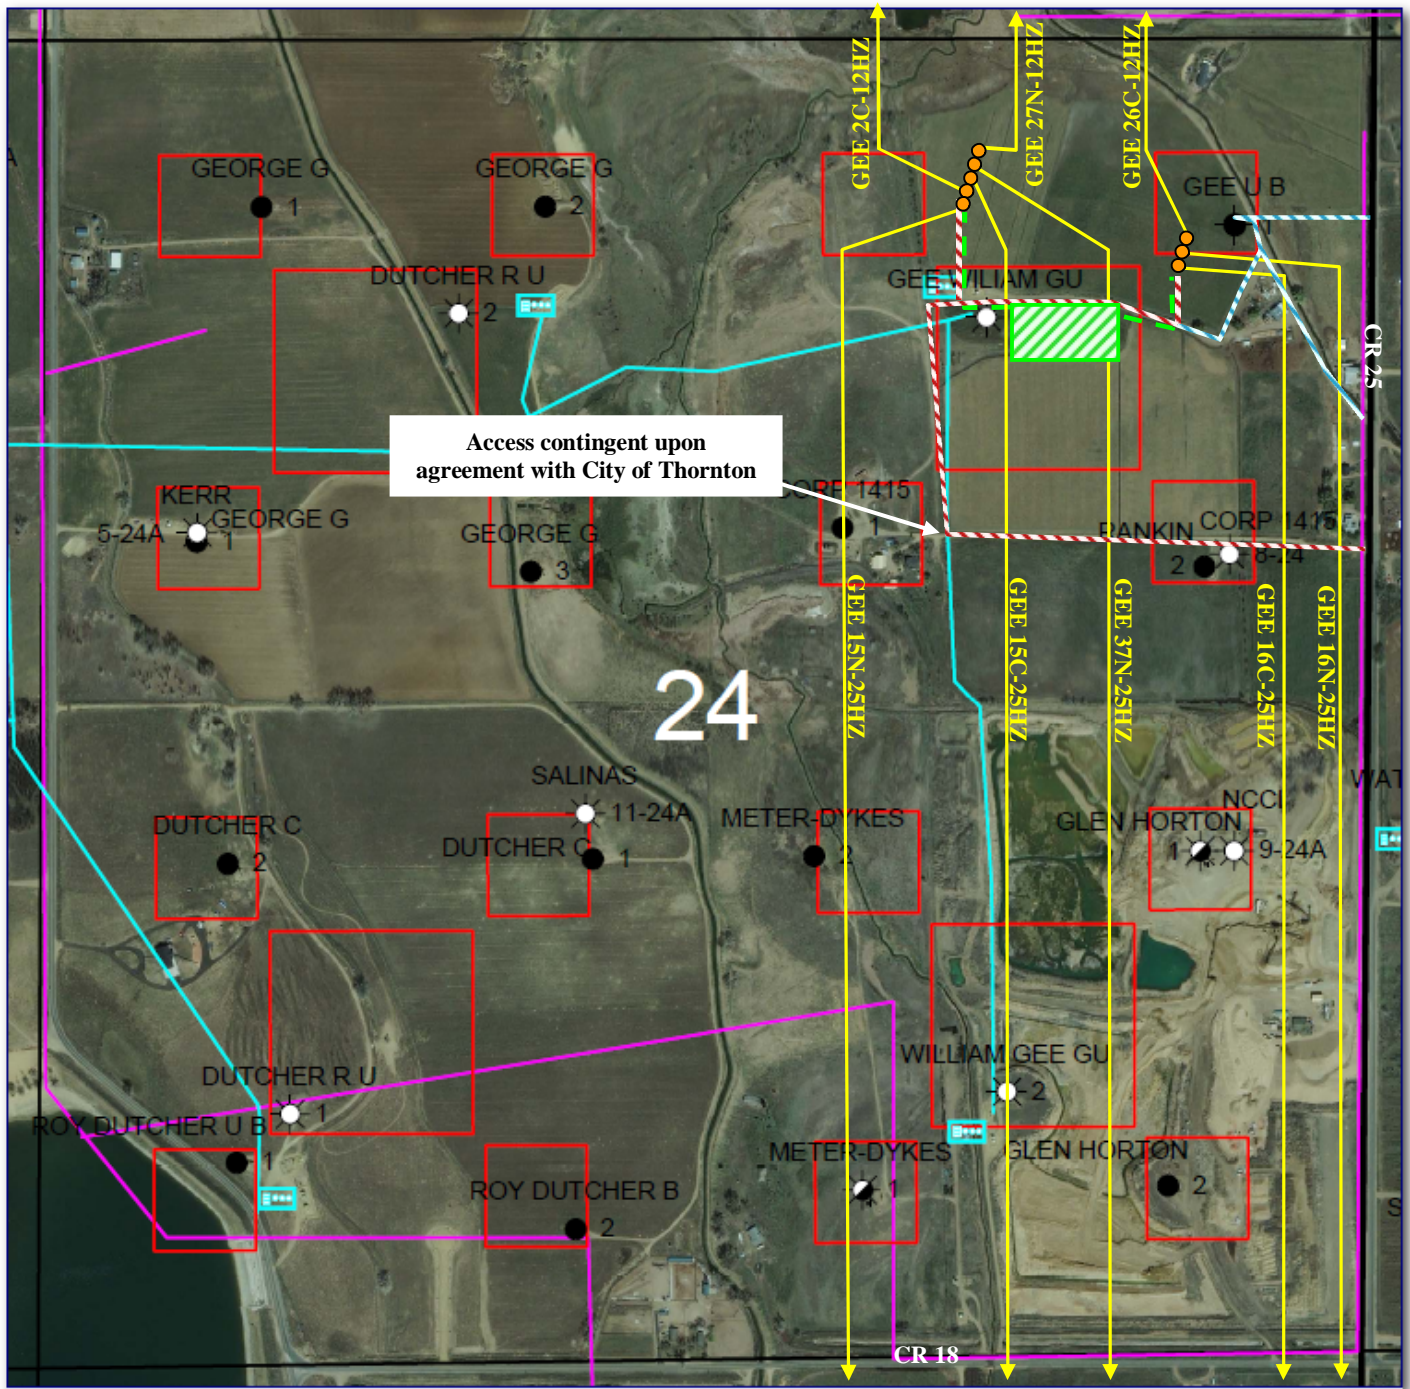 GEE 2C-12HZ
GEE 27N-12HZ
GEE 26C-12HZ
GEORGE G
1
GEORGE G
2
GEE U B
1
DUTCHER R U
2
GEE WILIAM GU
CR 25
Access contingent upon
agreement with City of Thornton
KERR
5-24A
GEORGE G
1
GEORGE G
3
CORP 1415
1
RANKIN
2
CORP 1415
8-24
GEE 15N-25HZ
GEE 15C-25HZ
GEE 37N-25HZ
GEE 16C-25HZ
GEE 16N-25HZ
24
SALINAS
11-24A
DUTCHER C
2
DUTCHER C
1
METER-DYKES
2
NCCI
GLEN HORTON
1
9-24A
WAT
WILLIAM GEE GU
2
DUTCHER R U
1
ROY DUTCHER U B
1
ROY DUTCHER B
2
METER-DYKES
1
GLEN HORTON
2
S
CR 18